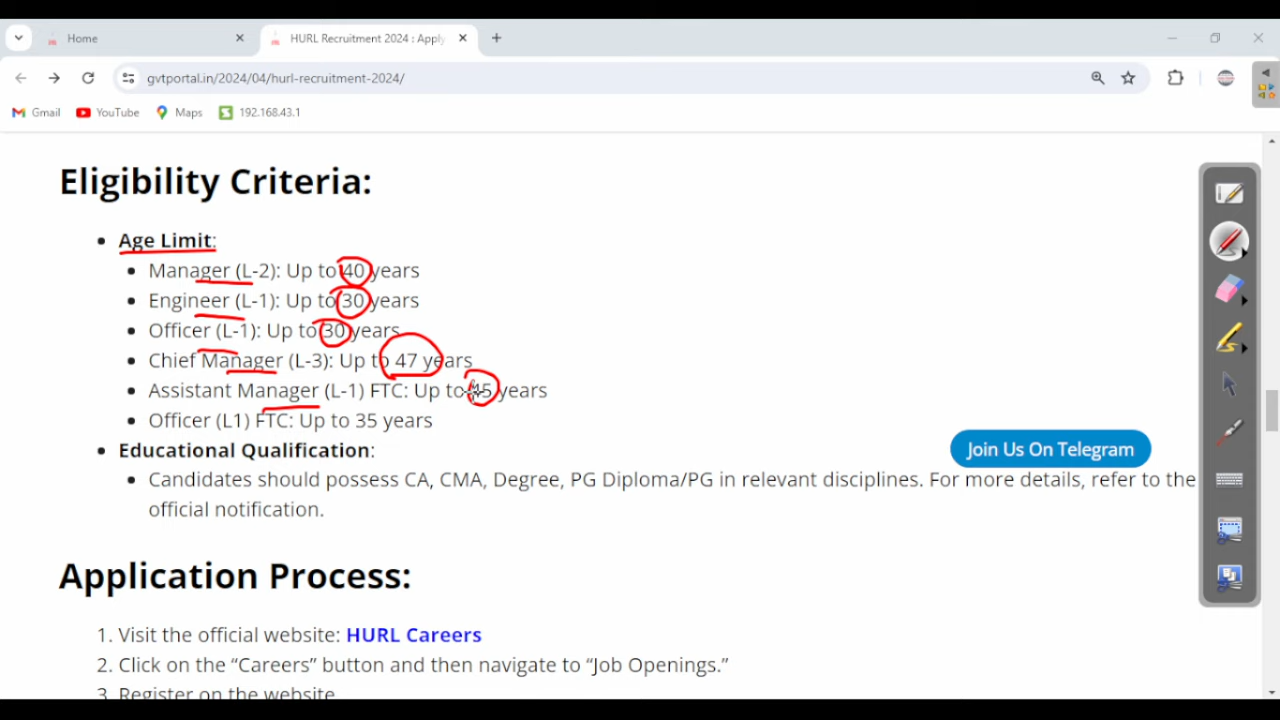 Home
HURL Recruitment 2024 : Apply
gvtportal.in/2024/04/hurl-recruitment-2024/
Gmail YouTube Maps 192.168.43.1
Eligibility Criteria:
Age Limit:
Manager (L-2): Up to 40 years
Engineer (L-1): Up to 30 years
Officer (L-1): Up to 30 years
Chief Manager (L-3): Up to 47 years
Assistant Manager (L-1) FTC: Up to 45 years
Officer (L1) FTC: Up to 35 years
Educational Qualification:
Candidates should possess CA, CMA, Degree, PG Diploma/PG in relevant disciplines. For more details, refer to the
official notification.
Join Us On Telegram
Application Process:
1. Visit the official website: HURL Careers
2. Click on the “Careers” button and then navigate to “Job Openings.”
3. Register on the website